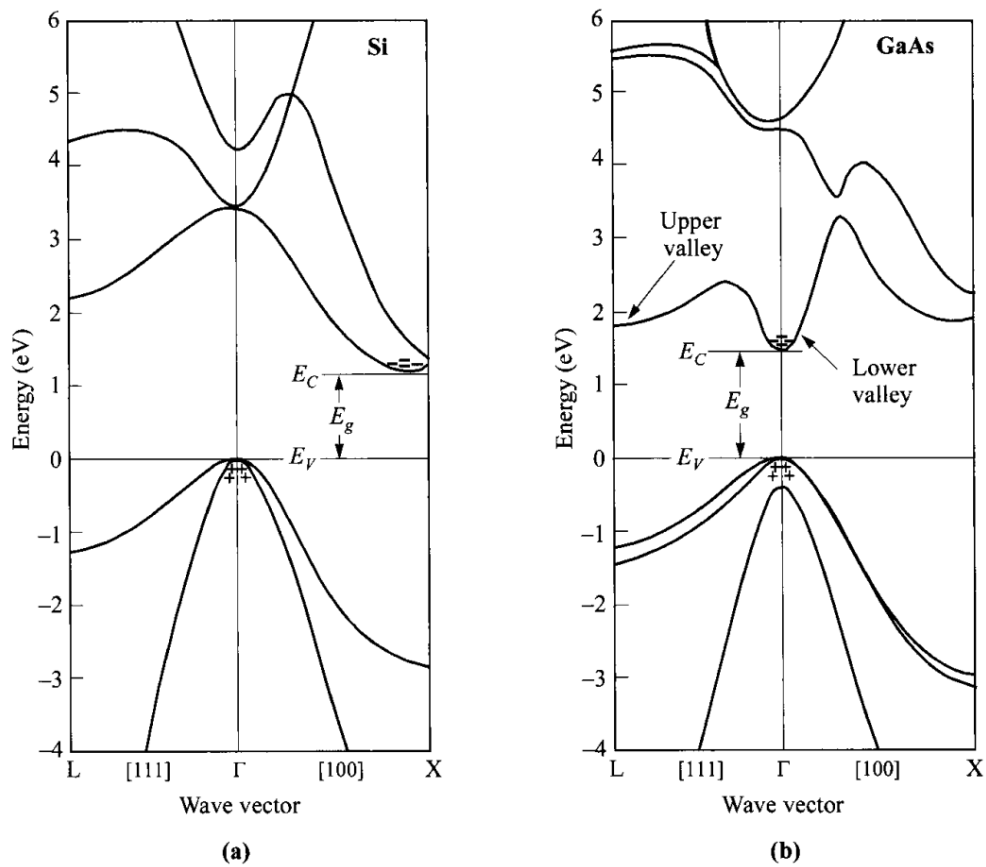 Si
6
5
4
3
2
1
0
−1
−2
−3
−4
Energy (eV)
E_C
E_g
E_V
L [111] Γ [100] X
Wave vector
(a)
GaAs
6
5
4
3
2
1
0
−1
−2
−3
−4
Energy (eV)
Upper
valley
E_C
Lower
valley
E_g
E_V
L [111] Γ [100] X
Wave vector
(b)